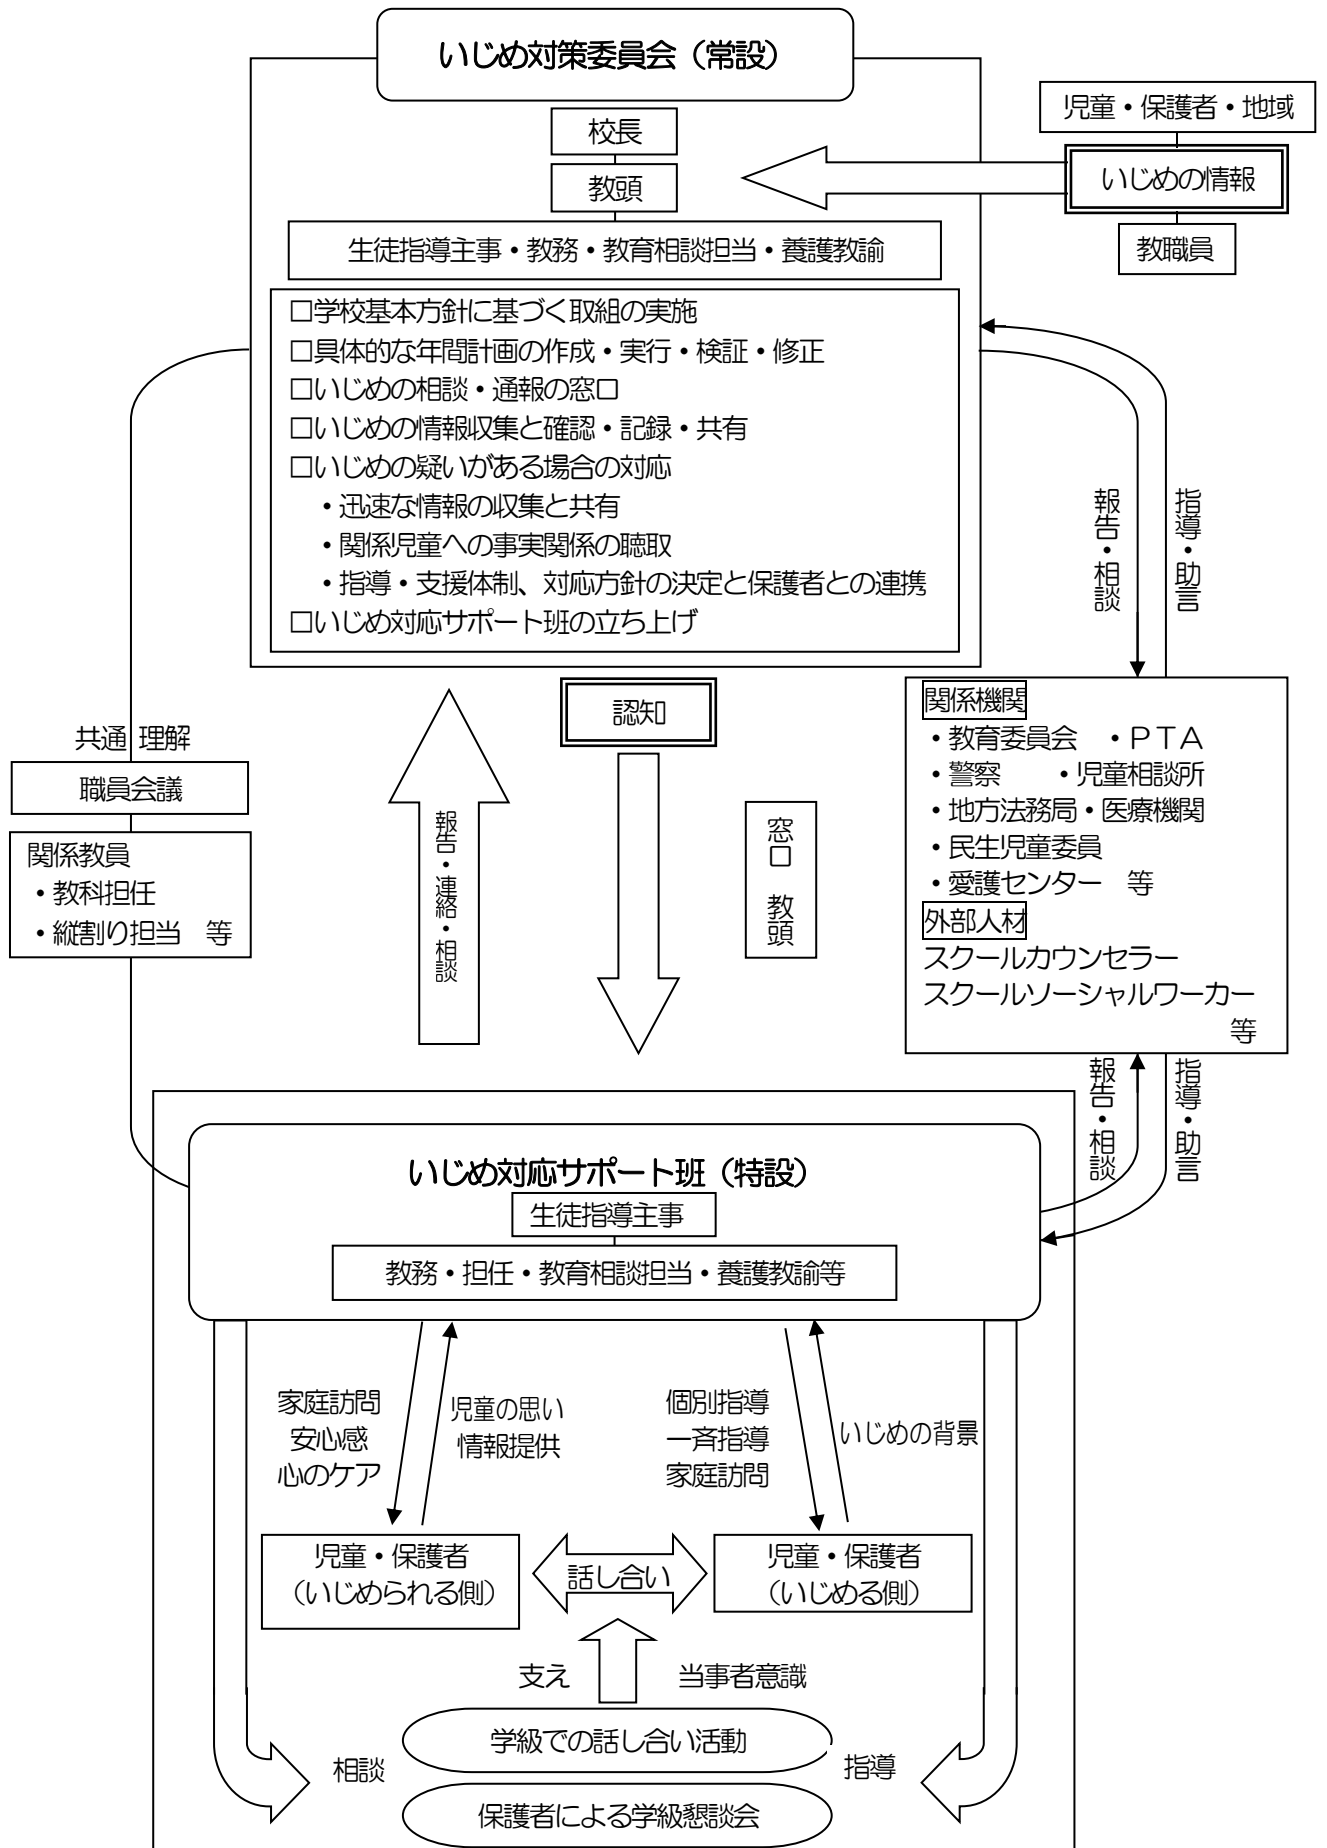 いじめ対策委員会（常設）
校長
教頭
生徒指導主事・教務・教育相談担当・養護教諭
児童・保護者・地域
いじめの情報
教職員
□学校基本方針に基づく取組の実施
□具体的な年間計画の作成・実行・検証・修正
□いじめの相談・通報の窓口
□いじめの情報収集と確認・記録・共有
□いじめの疑いがある場合の対応
・迅速な情報の収集と共有
・関係児童への事実関係の聴取
・指導・支援体制、対応方針の決定と保護者との連携
□いじめ対応サポート班の立ち上げ
報告・相談
指導・助言
認知
共通 理解
職員会議
関係教員
・教科担任
・縦割り担当　等
報告・連絡・相談
窓口　教頭
関係機関
・教育委員会　・ＰＴＡ
・警察　　・児童相談所
・地方法務局・医療機関
・民生児童委員
・愛護センター　等
外部人材
スクールカウンセラー
スクールソーシャルワーカー
等
報告・相談
指導・助言
いじめ対応サポート班（特設）
生徒指導主事
教務・担任・教育相談担当・養護教諭等
家庭訪問
安心感
心のケア
児童の思い
情報提供
個別指導
一斉指導
家庭訪問
いじめの背景
児童・保護者
（いじめられる側）
話し合い
児童・保護者
（いじめる側）
支え
当事者意識
学級での話し合い活動
相談
指導
保護者による学級懇談会